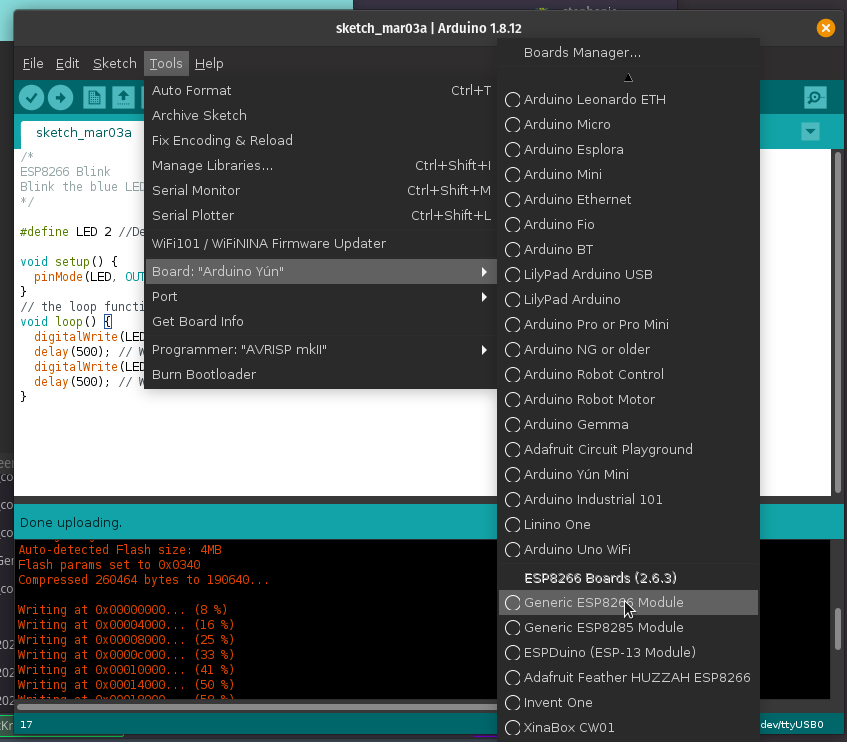 stephanie
sketch_mar03a | Arduino 1.8.12
File Edit Sketch Tools Help
sketch_mar03a
/*
ESP8266 Blink
Blink the blue LED
*/
#define LED 2 //De
void setup() {
pinMode(LED, OUT
}
// the loop functi
void loop() {
digitalWrite(LED
delay(500); // W
digitalWrite(LED
delay(500); // W
}
Auto Format Ctrl+T
Archive Sketch
Fix Encoding & Reload
Manage Libraries... Ctrl+Shift+I
Serial Monitor Ctrl+Shift+M
Serial Plotter Ctrl+Shift+L
WiFi101 / WiFiNINA Firmware Updater
Board: "Arduino Yún"
Port
Get Board Info
Programmer: "AVRISP mkII"
Burn Bootloader
Boards Manager...
Arduino Leonardo ETH
Arduino Micro
Arduino Esplora
Arduino Mini
Arduino Ethernet
Arduino Fio
Arduino BT
LilyPad Arduino USB
LilyPad Arduino
Arduino Pro or Pro Mini
Arduino NG or older
Arduino Robot Control
Arduino Robot Motor
Arduino Gemma
Adafruit Circuit Playground
Arduino Yún Mini
Arduino Industrial 101
Linino One
Arduino Uno WiFi
ESP8266 Boards (2.6.3)
Generic ESP8266 Module
Generic ESP8285 Module
ESPDuino (ESP-13 Module)
Adafruit Feather HUZZAH ESP8266
Invent One
XinaBox CW01
Done uploading.
Auto-detected Flash size: 4MB
Flash params set to 0x0340
Compressed 260464 bytes to 190640...
Writing at 0x00000000... (8 %)
Writing at 0x00004000... (16 %)
Writing at 0x00008000... (25 %)
Writing at 0x0000c000... (33 %)
Writing at 0x00010000... (41 %)
Writing at 0x00014000... (50 %)
Writing at 0x00018000... (58 %)
17
dev/ttyUSB0